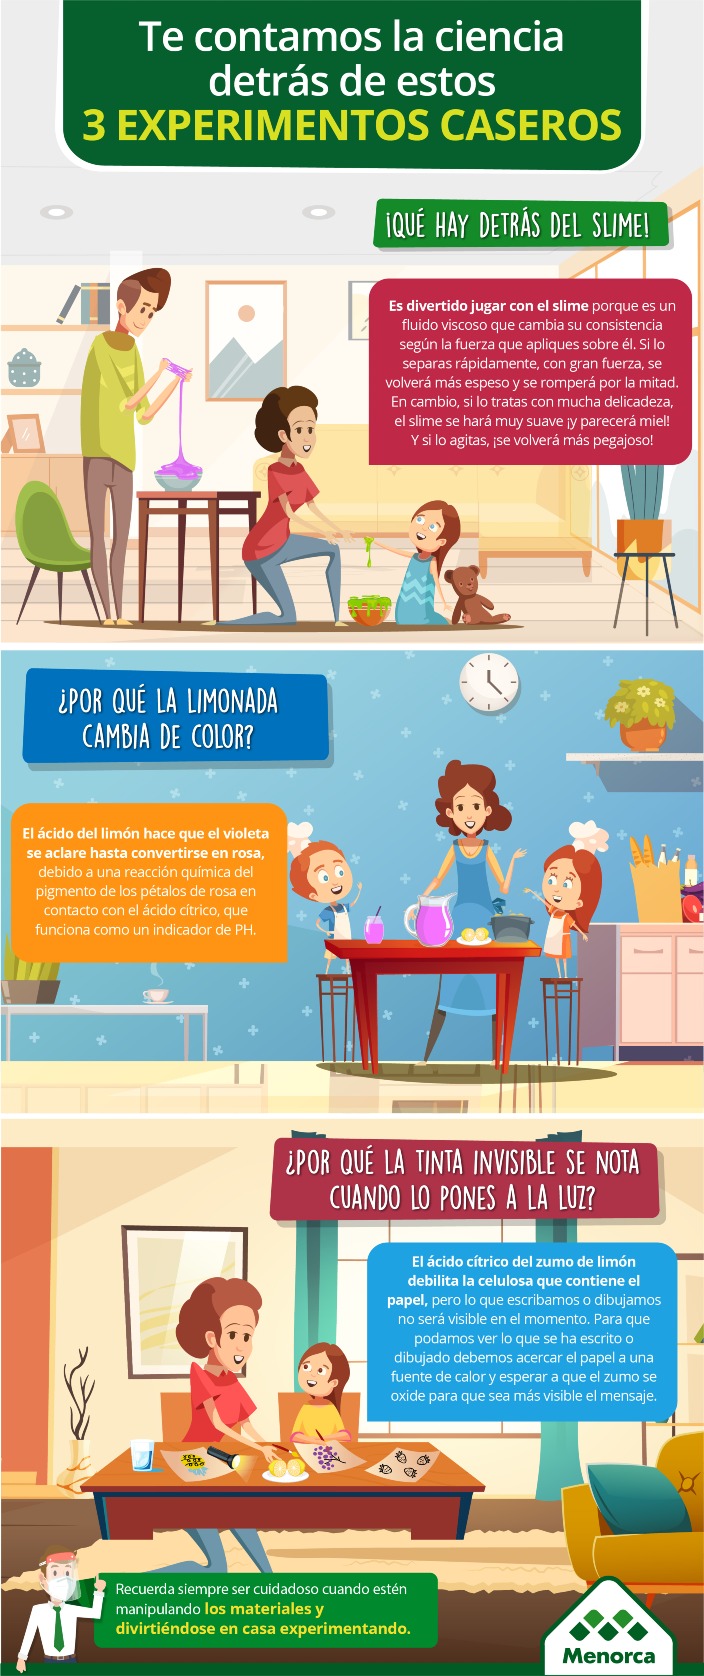 Te contamos la ciencia
detrás de estos
3 EXPERIMENTOS CASEROS
¡QUÉ HAY DETRÁS DEL SLIME!
Es divertido jugar con el slime porque es un
fluido viscoso que cambia su consistencia
según la fuerza que apliques sobre él. Si lo
separas rápidamente, con gran fuerza, se
volverá más espeso y se romperá por la mitad.
En cambio, si lo tratas con mucha delicadeza,
el slime se hará muy suave ¡y parecerá miel!
Y si lo agitas, ¡se volverá más pegajoso!
¿POR QUÉ LA LIMONADA
CAMBIA DE COLOR?
El ácido del limón hace que el violeta
se aclare hasta convertirse en rosa,
debido a una reacción química del
pigmento de los pétalos de rosa en
contacto con el ácido cítrico, que
funciona como un indicador de PH.
¿POR QUÉ LA TINTA INVISIBLE SE NOTA
CUANDO LO PONES A LA LUZ?
El ácido cítrico del zumo de limón
debilita la celulosa que contiene el
papel, pero lo que escribamos o dibujamos
no será visible en el momento. Para que
podamos ver lo que se ha escrito o
dibujado debemos acercar el papel a una
fuente de calor y esperar a que el zumo se
oxide para que sea más visible el mensaje.
Recuerda siempre ser cuidadoso cuando estén
manipulando los materiales y
divirtiéndose en casa experimentando.
Menorca